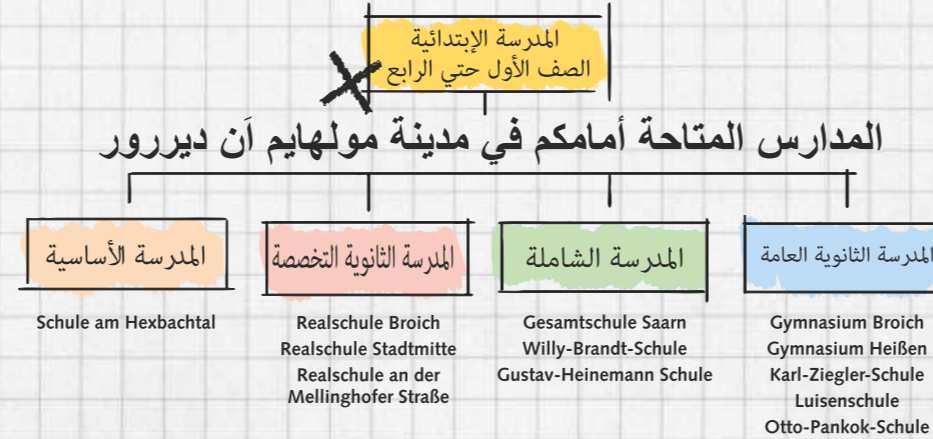 المدرسة الإبتدائية
الصف الأول حتي الرابع
المدارس المتاحة أمامكم في مدينة مولهايم آن ديررور
المدرسة الأساسية
المدرسة الثانوية التخصصة
المدرسة الشاملة
المدرسة الثانوية العامة
Schule am Hexbachtal
Realschule Broich
Realschule Stadtmitte
Realschule an der
Mellinghofer Straße
Gesamtschule Saarn
Willy-Brandt-Schule
Gustav-Heinemann Schule
Gymnasium Broich
Gymnasium Heißen
Karl-Ziegler-Schule
Luisenschule
Otto-Pankok-Schule